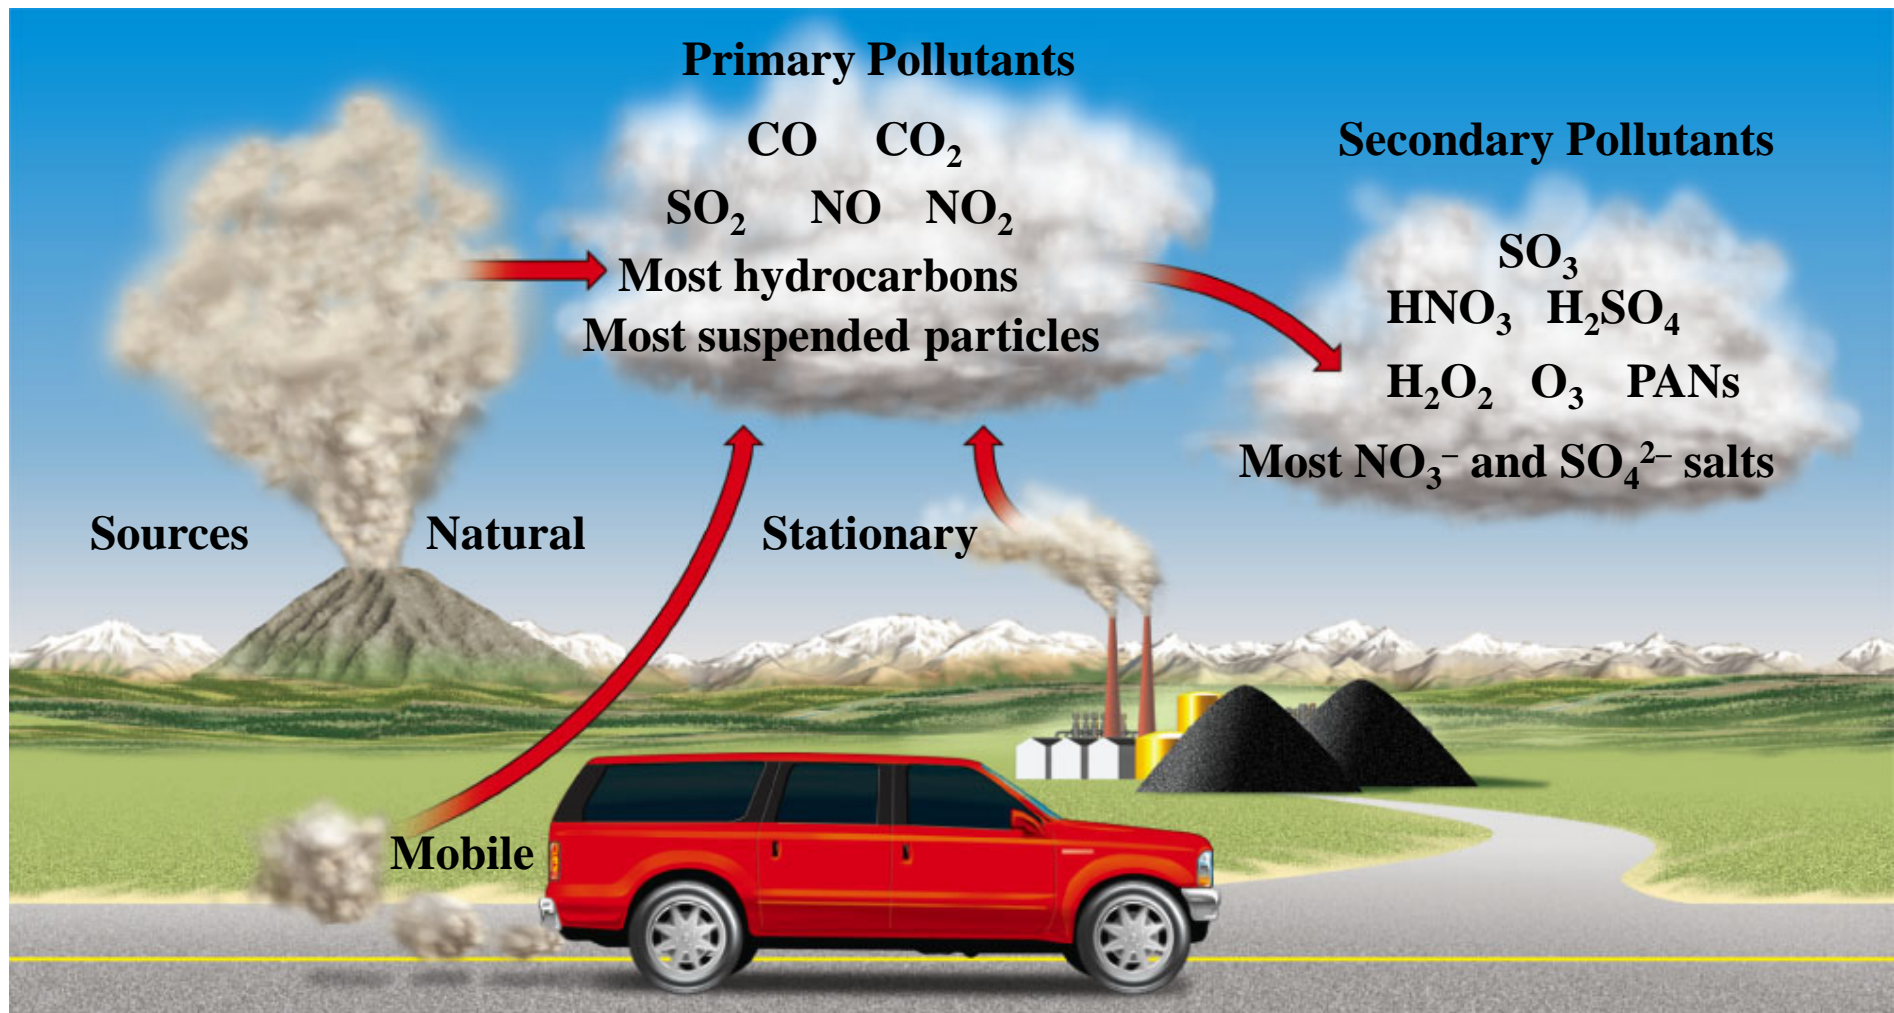 Primary Pollutants
CO CO₂
SO₂ NO NO₂
Most hydrocarbons
Most suspended particles
Secondary Pollutants
SO₃
HNO₃ H₂SO₄
H₂O₂ O₃ PANs
Most NO₃⁻ and SO₄²⁻ salts
Sources
Natural
Stationary
Mobile